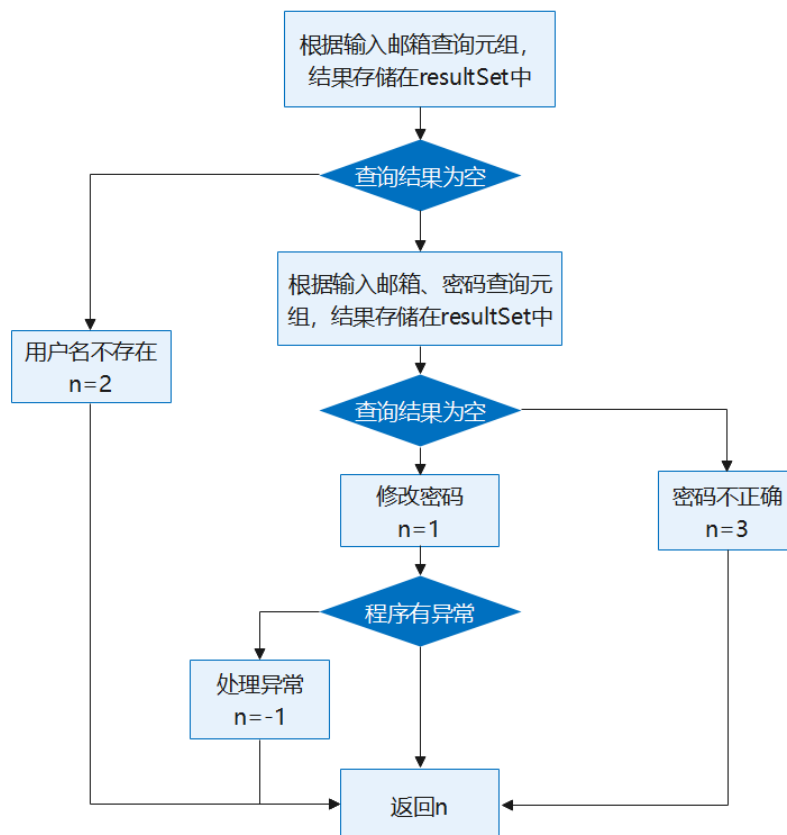 根据输入邮箱查询元组，
结果存储在resultSet中
查询结果为空
根据输入邮箱、密码查询元
组，结果存储在resultSet中
用户名不存在
n=2
查询结果为空
修改密码
n=1
密码不正确
n=3
程序有异常
处理异常
n=-1
返回n